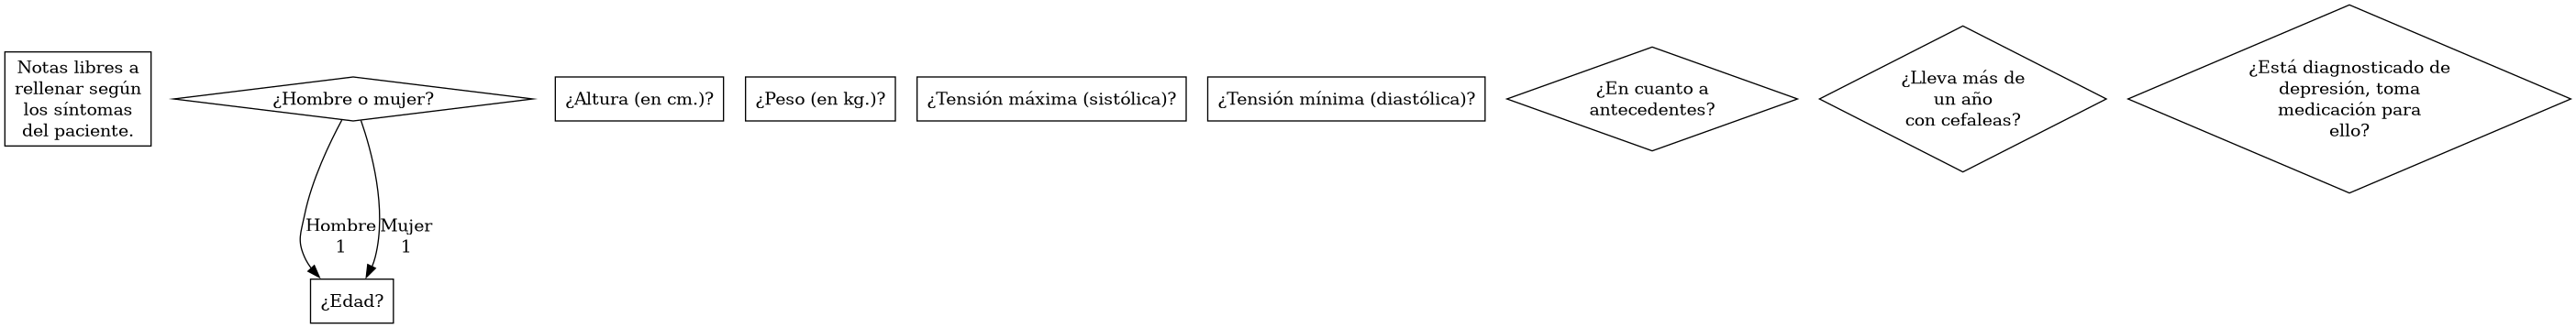 Notas libres a
rellenar según
los síntomas
del paciente.
¿Hombre o mujer?
¿Altura (en cm.)?
¿Peso (en kg.)?
¿Tensión máxima (sistólica)?
¿Tensión mínima (diastólica)?
¿En cuanto a
antecedentes?
¿Lleva más de
un año
con cefaleas?
¿Está diagnosticado de
depresión, toma
medicación para
ello?
Hombre
1
Mujer
1
¿Edad?